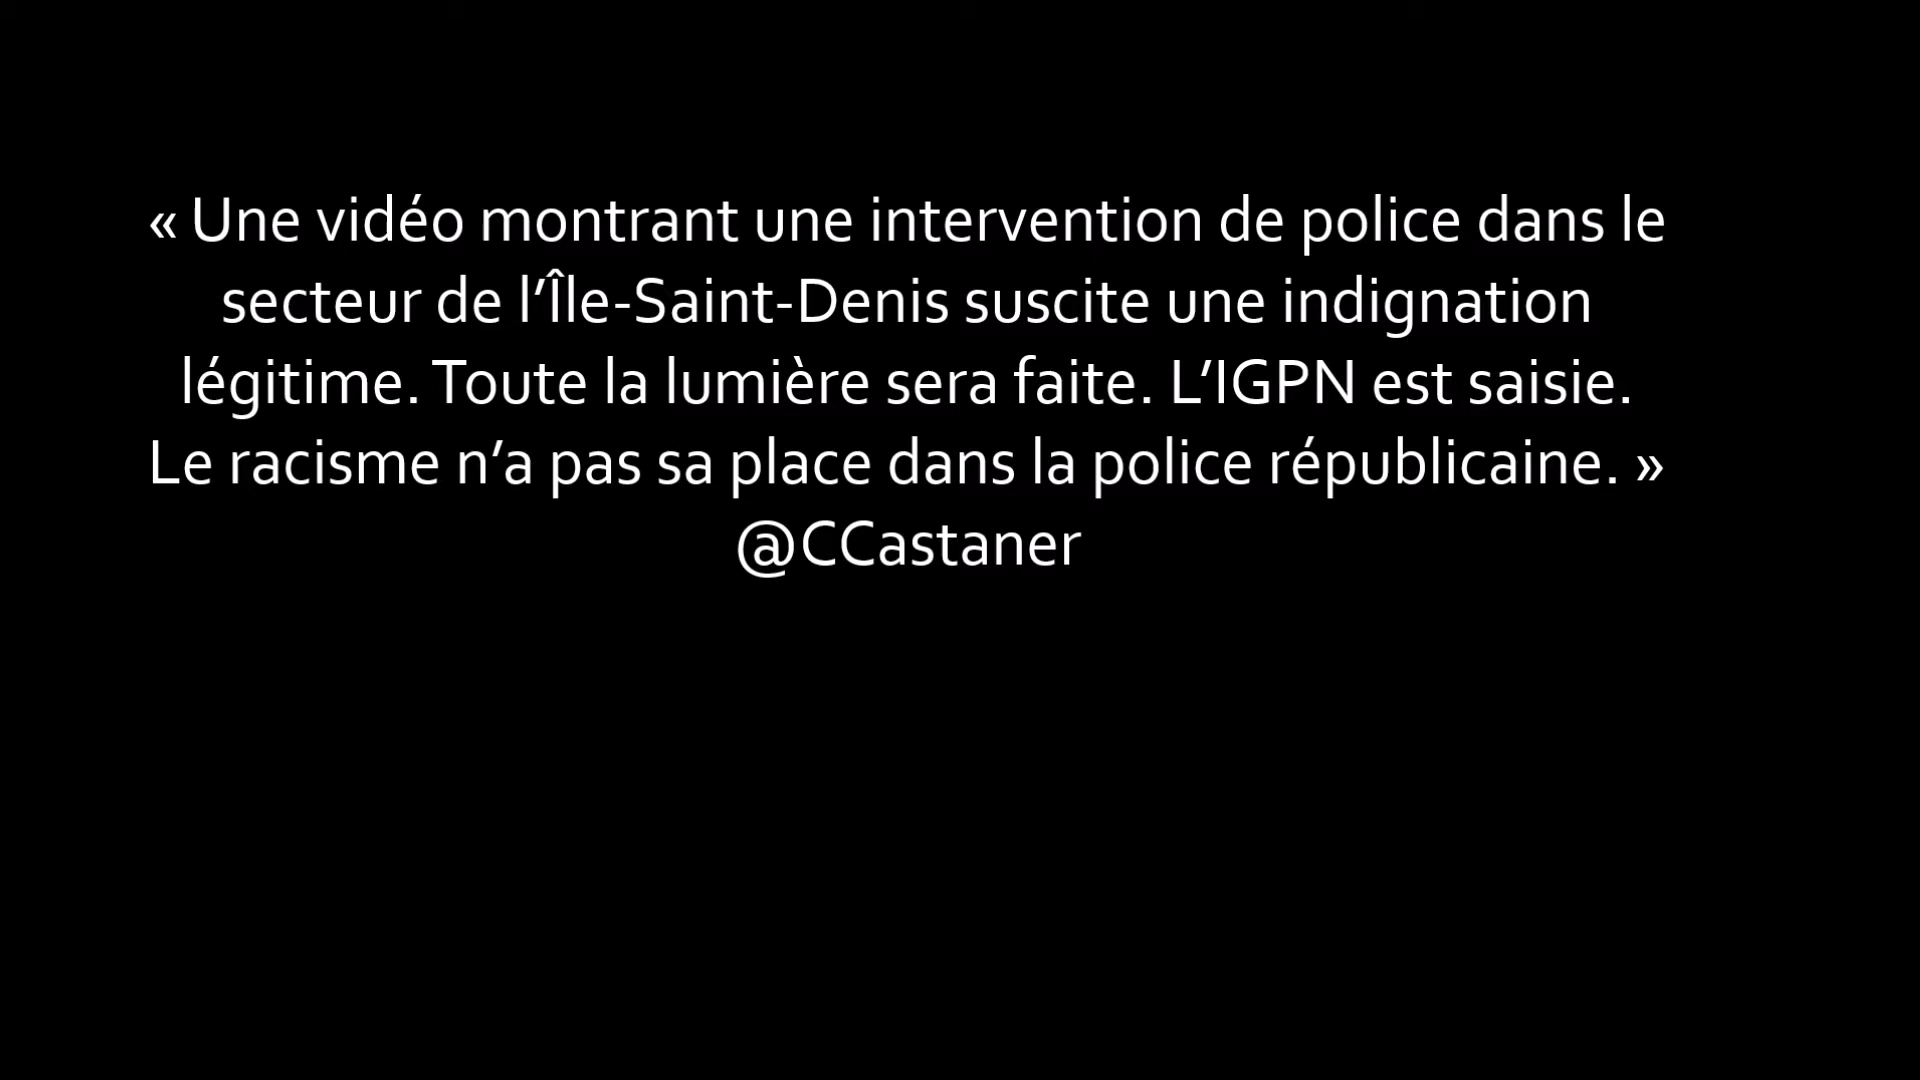 « Une vidéo montrant une intervention de police dans le
secteur de l’Île-Saint-Denis suscite une indignation
légitime. Toute la lumière sera faite. L’IGPN est saisie.
Le racisme n’a pas sa place dans la police républicaine. »
@CCastaner